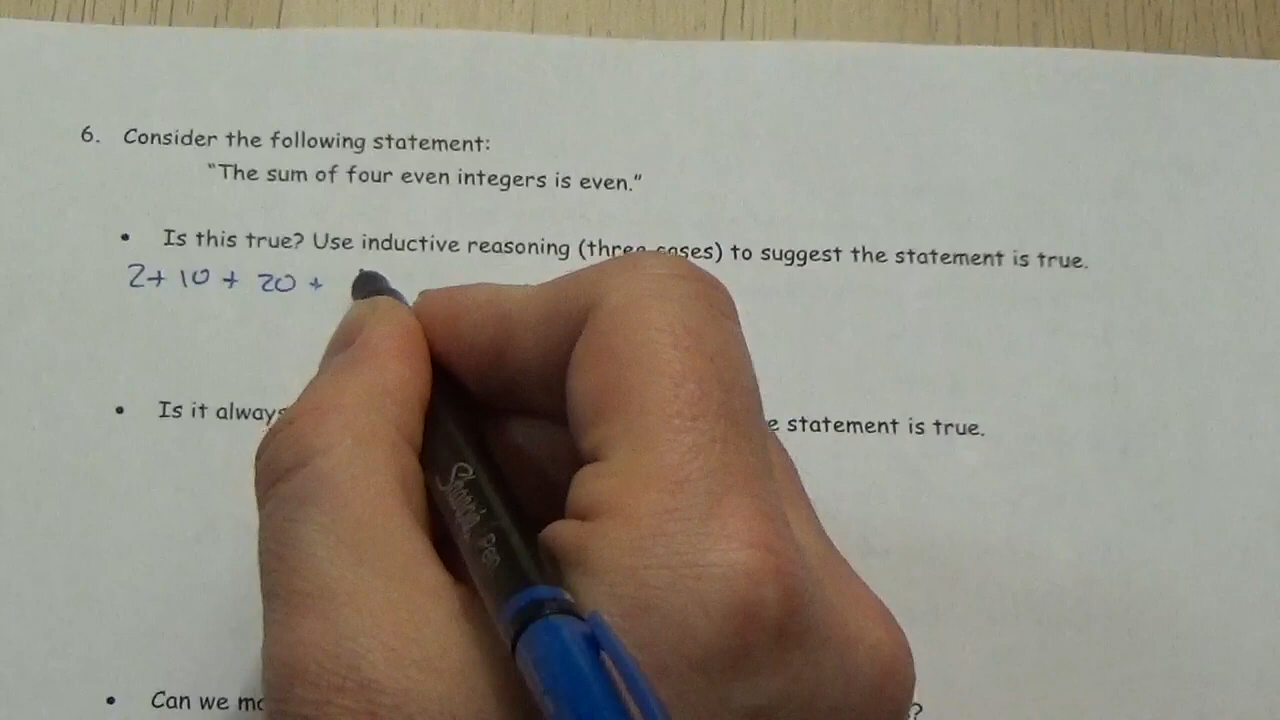 6. Consider the following statement:
"The sum of four even integers is even."
• Is this true? Use inductive reasoning (three cases) to suggest the statement is true.
2+ 10 + 20 +
• Is it always statement is true.
• Can we ?
Sharpie Pen